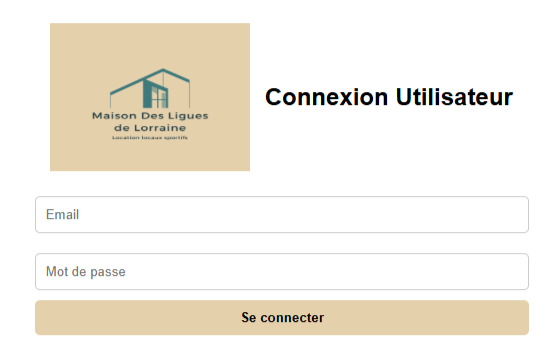 Maison Des Ligues
de Lorraine
Location locaux sportifs
Connexion Utilisateur
Email
Mot de passe
Se connecter